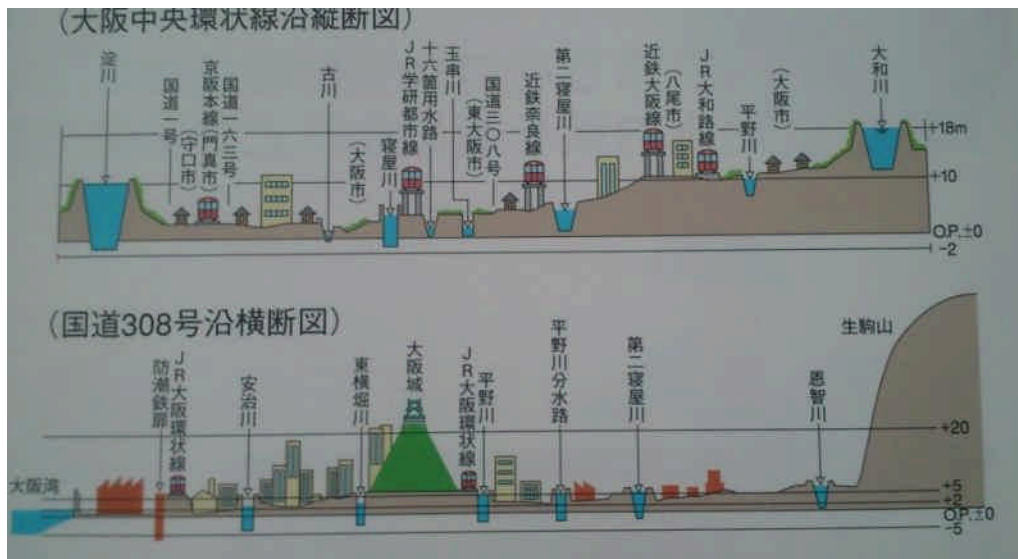 (大阪中央環状線沿縦断図)
淀川
国道一号
(守口市)
京阪本線(門真市)
国道一六三号
古川
(大阪市)
寝屋川
JR学研都市線
十六箇用水路
玉串川
(東大阪市)
国道三〇八号
近鉄奈良線
第二寝屋川
近鉄大阪線
(八尾市)
JR大和路線
平野川
(大阪市)
大和川
+18m
+10
O.P.±0
-2
(国道308号沿横断図)
生駒山
大阪湾
防潮鉄扉
JR大阪環状線
安治川
東横堀川
大阪城
JR大阪環状線
平野川
平野川分水路
第二寝屋川
恩智川
+20
+5
+2
O.P.±0
-5